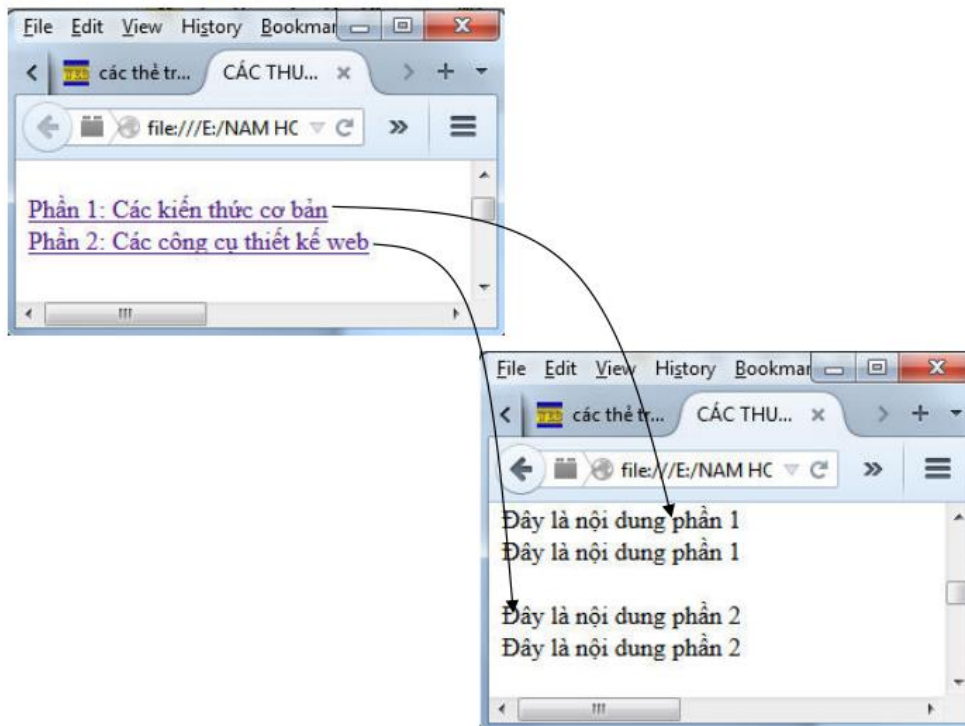 File Edit View History Bookmar
WEB các thẻ tr... CÁC THU...
file:///E:/NAM HC
Phần 1: Các kiến thức cơ bản
Phần 2: Các công cụ thiết kế web
File Edit View History Bookmar
WEB các thẻ tr... CÁC THU...
file:///E:/NAM HC
Đây là nội dung phần 1
Đây là nội dung phần 1
Đây là nội dung phần 2
Đây là nội dung phần 2